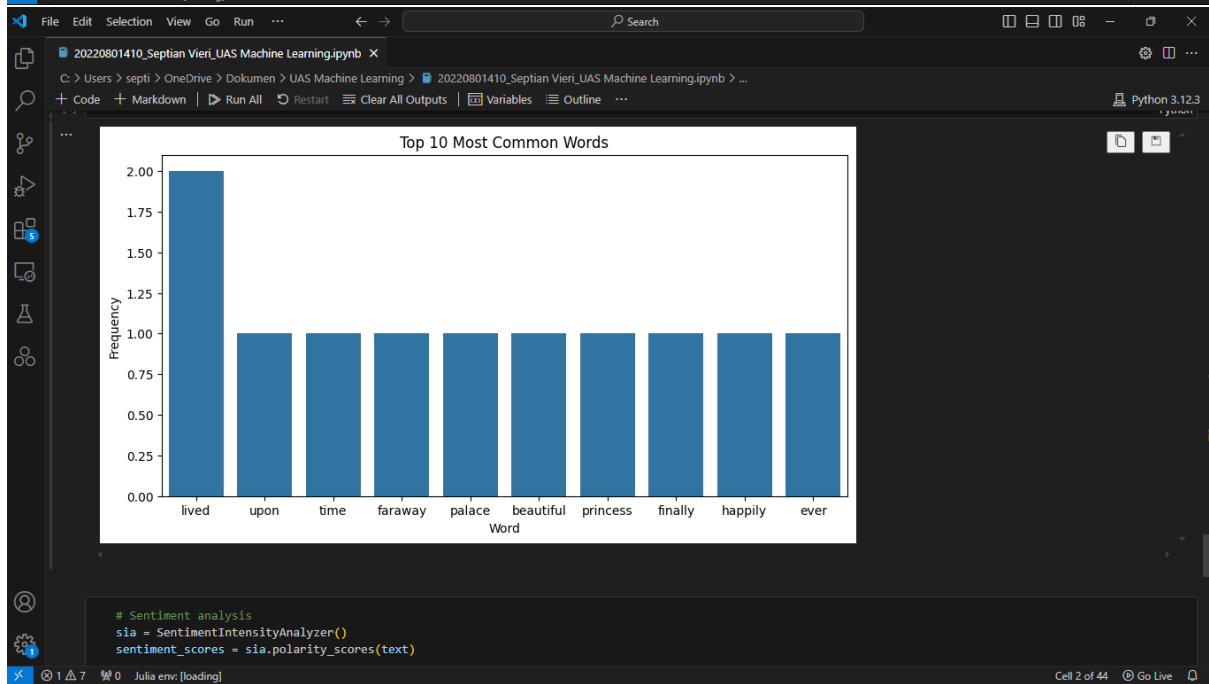 File Edit Selection View Go Run ··· Search
20220801410_Septian Vieri_UAS Machine Learning.ipynb
C: > Users > septi > OneDrive > Dokumen > UAS Machine Learning > 20220801410_Septian Vieri_UAS Machine Learning.ipynb > ...
+ Code + Markdown | Run All Restart Clear All Outputs | Variables Outline ··· Python 3.12.3
Top 10 Most Common Words
2.00
1.75
1.50
1.25
1.00
0.75
0.50
0.25
0.00
Frequency
lived upon time faraway palace beautiful princess finally happily ever
Word
5
# Sentiment analysis
sia = SentimentIntensityAnalyzer()
sentiment_scores = sia.polarity_scores(text)
1
1 7 0 Julia env: [loading] Cell 2 of 44 Go Live